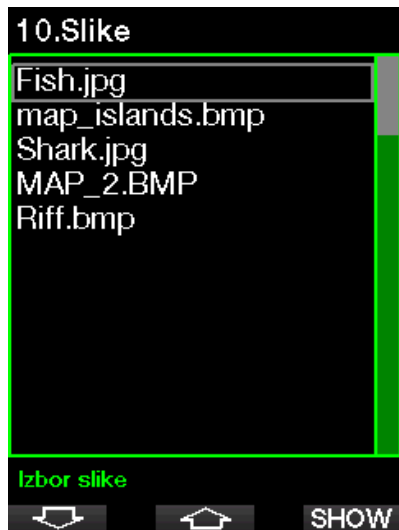 10.Slike
Fish.jpg
map_islands.bmp
Shark.jpg
MAP_2.BMP
Riff.bmp
Izbor slike
SHOW